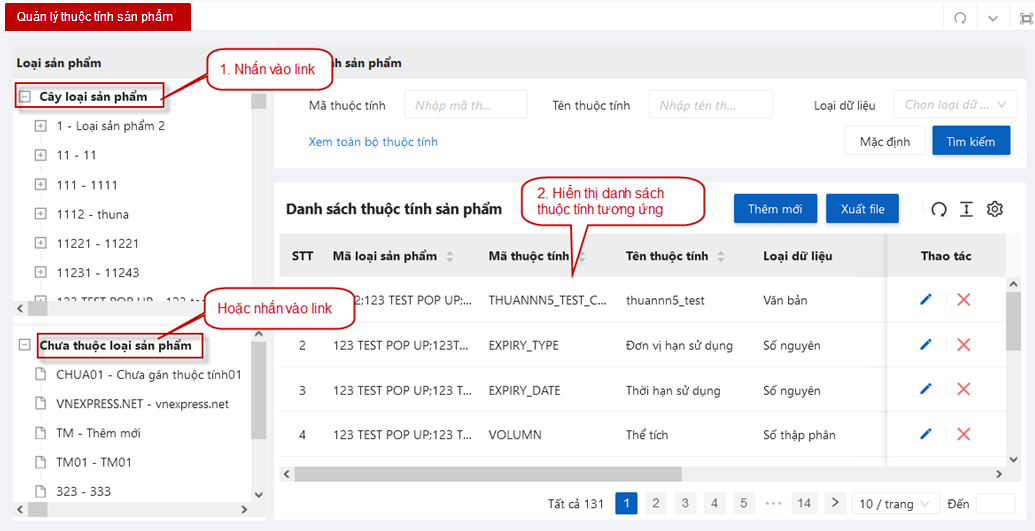 Quản lý thuộc tính sản phẩm
Loại sản phẩm
1. Nhấn vào link
sản phẩm
Cây loại sản phẩm
1 - Loại sản phẩm 2
11 - 11
111 - 1111
1112 - thuna
11221 - 11221
11231 - 11243
Mã thuộc tính
Nhập mã th...
Tên thuộc tính
Nhập tên th...
Loại dữ liệu
Chọn loại dữ ...
Xem toàn bộ thuộc tính
Mặc định
Tìm kiếm
2. Hiển thị danh sách
thuộc tính tương ứng
Danh sách thuộc tính sản phẩm
Thêm mới
Xuất file
STT
Mã loại sản phẩm
Mã thuộc tính
Tên thuộc tính
Loại dữ liệu
Thao tác
2;123 TEST POP UP;...
THUANNN5_TEST_C...
thuannn5_test
Văn bản
2
123 TEST POP UP;123T...
EXPIRY_TYPE
Đơn vị hạn sử dụng
Số nguyên
3
123 TEST POP UP;123 T...
EXPIRY_DATE
Thời hạn sử dụng
Số nguyên
4
123 TEST POP UP;123 T...
VOLUMN
Thể tích
Số thập phân
Hoặc nhấn vào link
Chưa thuộc loại sản phẩm
CHUA01 - Chưa gán thuộc tính01
VNEXPRESS.NET - vnexpress.net
TM - Thêm mới
TM01 - TM01
323 - 333
Tất cả 131
1
2
3
4
5
•••
14
10 / trang
Đến